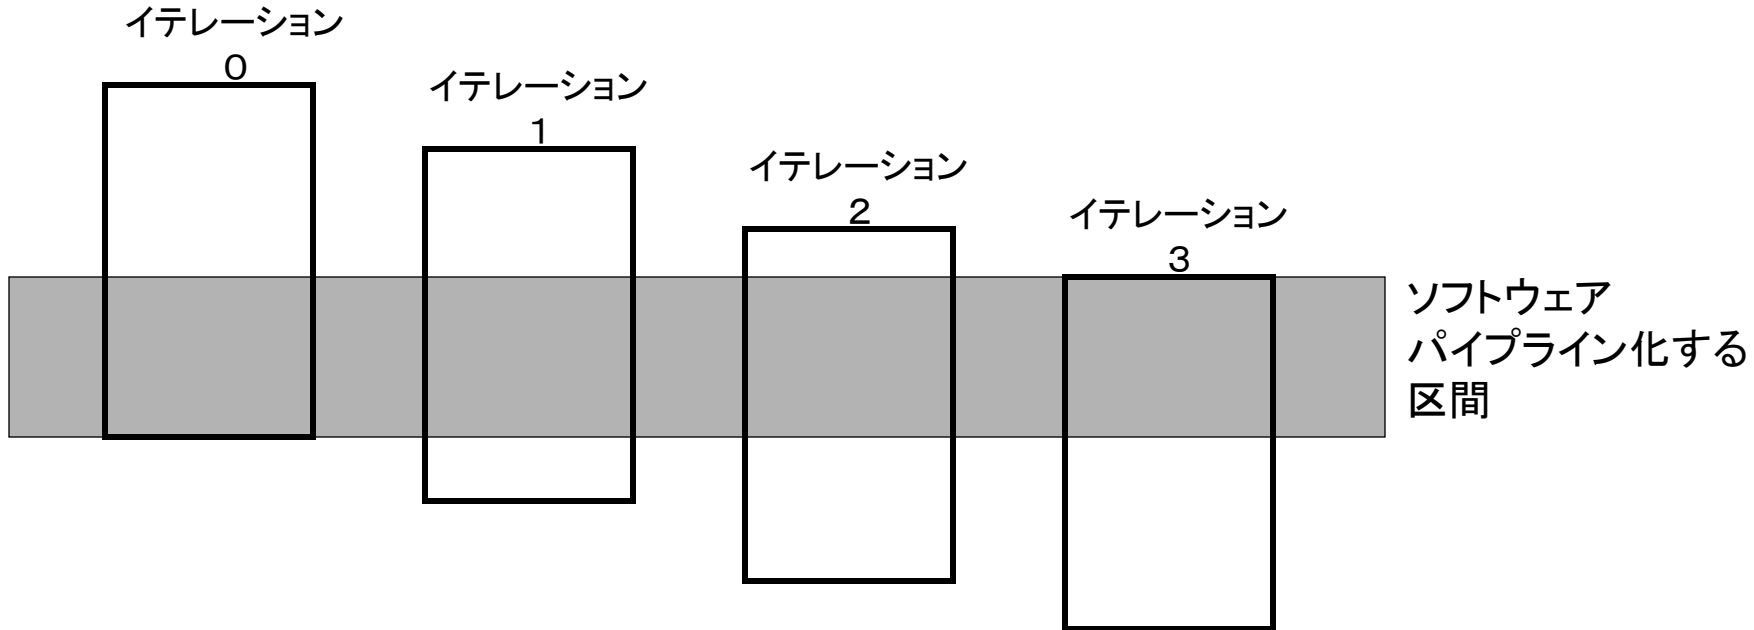 イテレーション
0
イテレーション
1
イテレーション
2
イテレーション
3
ソフトウェア
パイプライン化する
区間